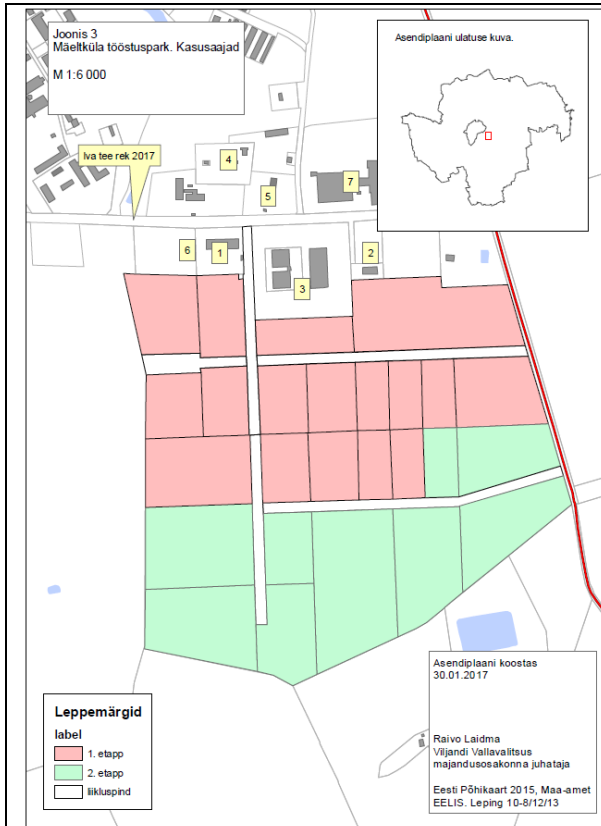 Joonis 3
Mäeltküla tööstuspark. Kasusaajad
M 1:6 000
Asendiplaani ulatuse kuva.
Iva tee rek 2017
4
5
7
6
1
2
3
Asendiplaani koostas
30.01.2017
Raivo Laidma
Viljandi Vallavalitsus
majandusosakonna juhataja
Eesti Põhikaart 2015, Maa-amet
EELIS. Leping 10-8/12/13
Leppemärgid
label
1. etapp
2. etapp
liikluspind